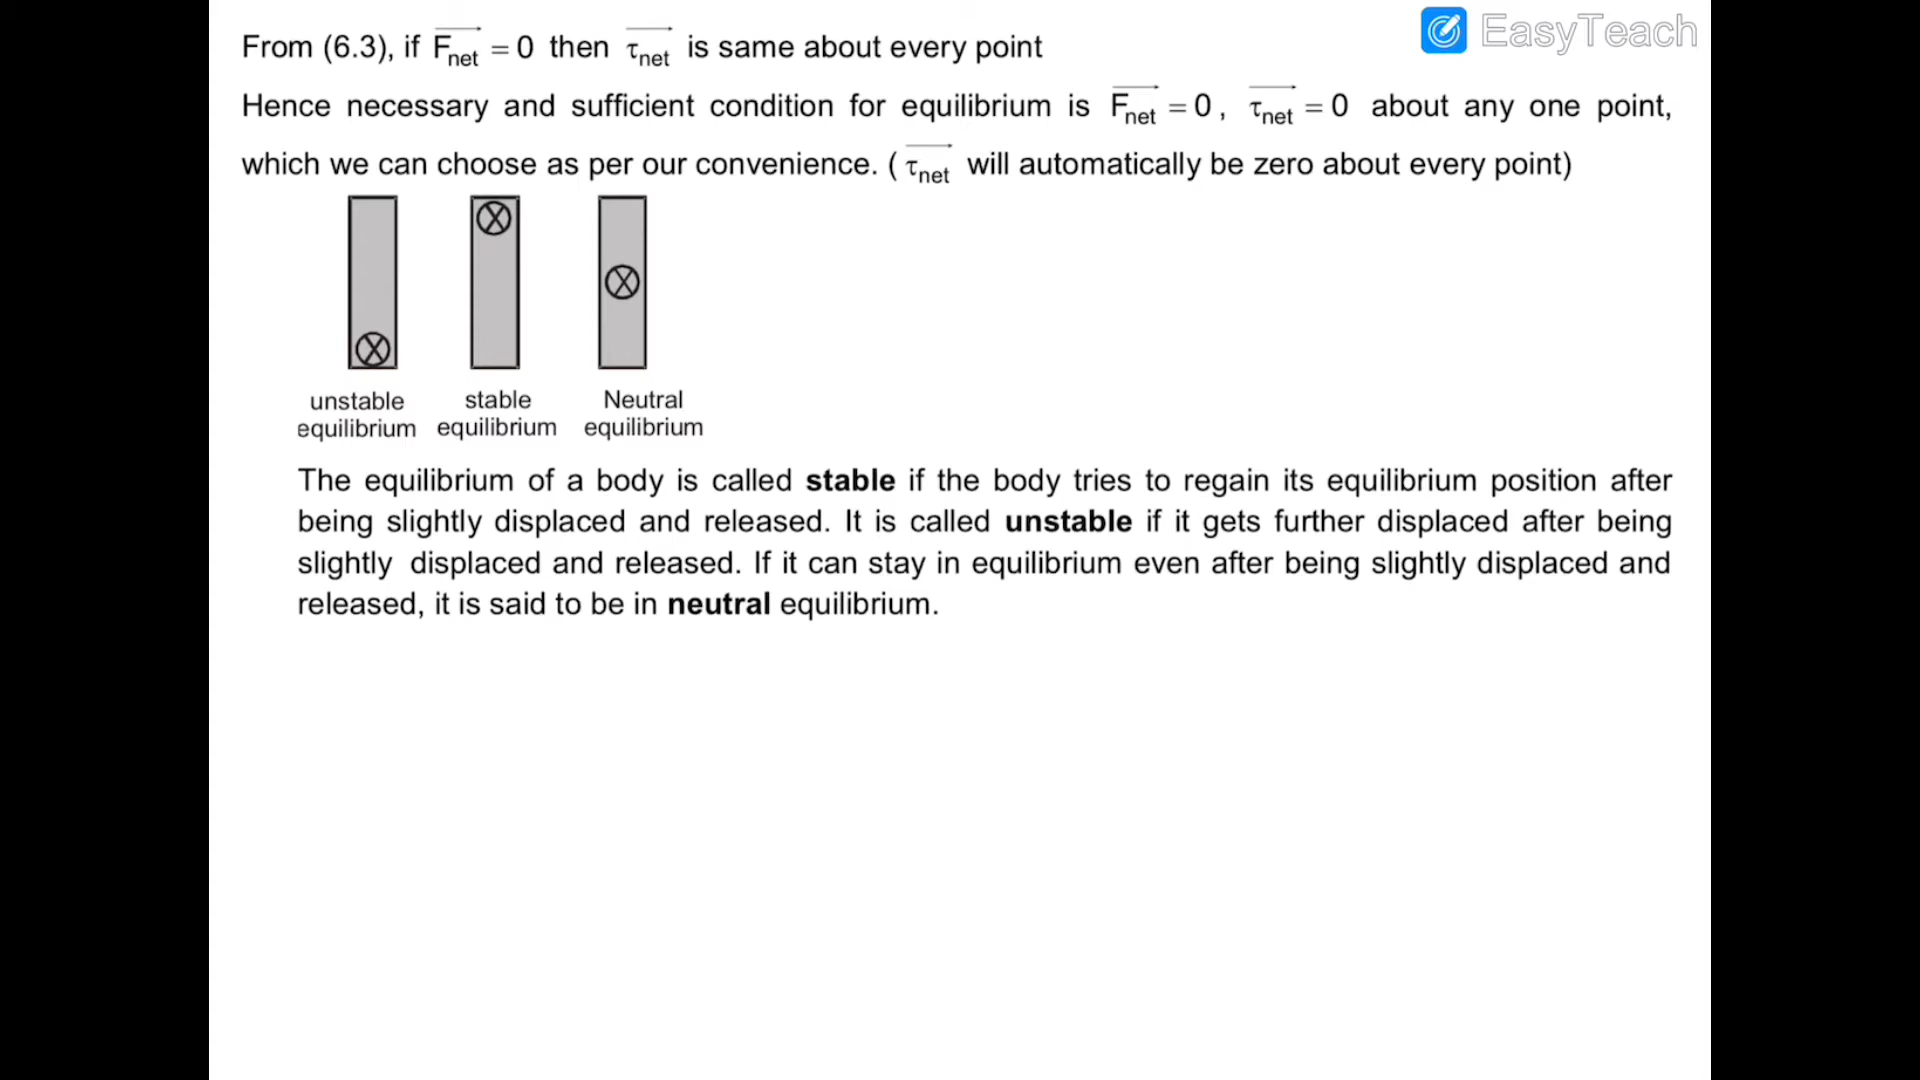 EasyTeach
From (6.3), if F⃗net = 0 then τ⃗net is same about every point
Hence necessary and sufficient condition for equilibrium is F⃗net = 0 , τ⃗net = 0 about any one point,
which we can choose as per our convenience. ( τ⃗net will automatically be zero about every point)
unstable equilibrium
stable equilibrium
Neutral equilibrium
The equilibrium of a body is called stable if the body tries to regain its equilibrium position after
being slightly displaced and released. It is called unstable if it gets further displaced after being
slightly displaced and released. If it can stay in equilibrium even after being slightly displaced and
released, it is said to be in neutral equilibrium.